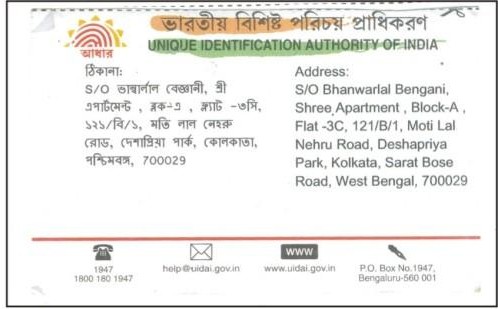 ভারতীয় বিশিষ্ট পরিচয় প্রাধিকরণ
UNIQUE IDENTIFICATION AUTHORITY OF INDIA
আধার
ঠিকানা:
S/O ভান্বরলাল বেঙ্গানী, শ্রী
এপার্টমেন্ট , ব্লক-এ , ফ্ল্যাট -৩সি,
১২১/বি/১, মতি লাল নেহরু
রোড, দেশাপ্রিয়া পার্ক, কোলকাতা,
পশ্চিমবঙ্গ, 700029
Address:
S/O Bhanwarlal Bengani,
Shree Apartment , Block-A ,
Flat -3C, 121/B/1, Moti Lal
Nehru Road, Deshapriya
Park, Kolkata, Sarat Bose
Road, West Bengal, 700029
1947
1800 180 1947
help@uidai.gov.in
www
www.uidai.gov.in
P.O. Box No.1947,
Bengaluru-560 001